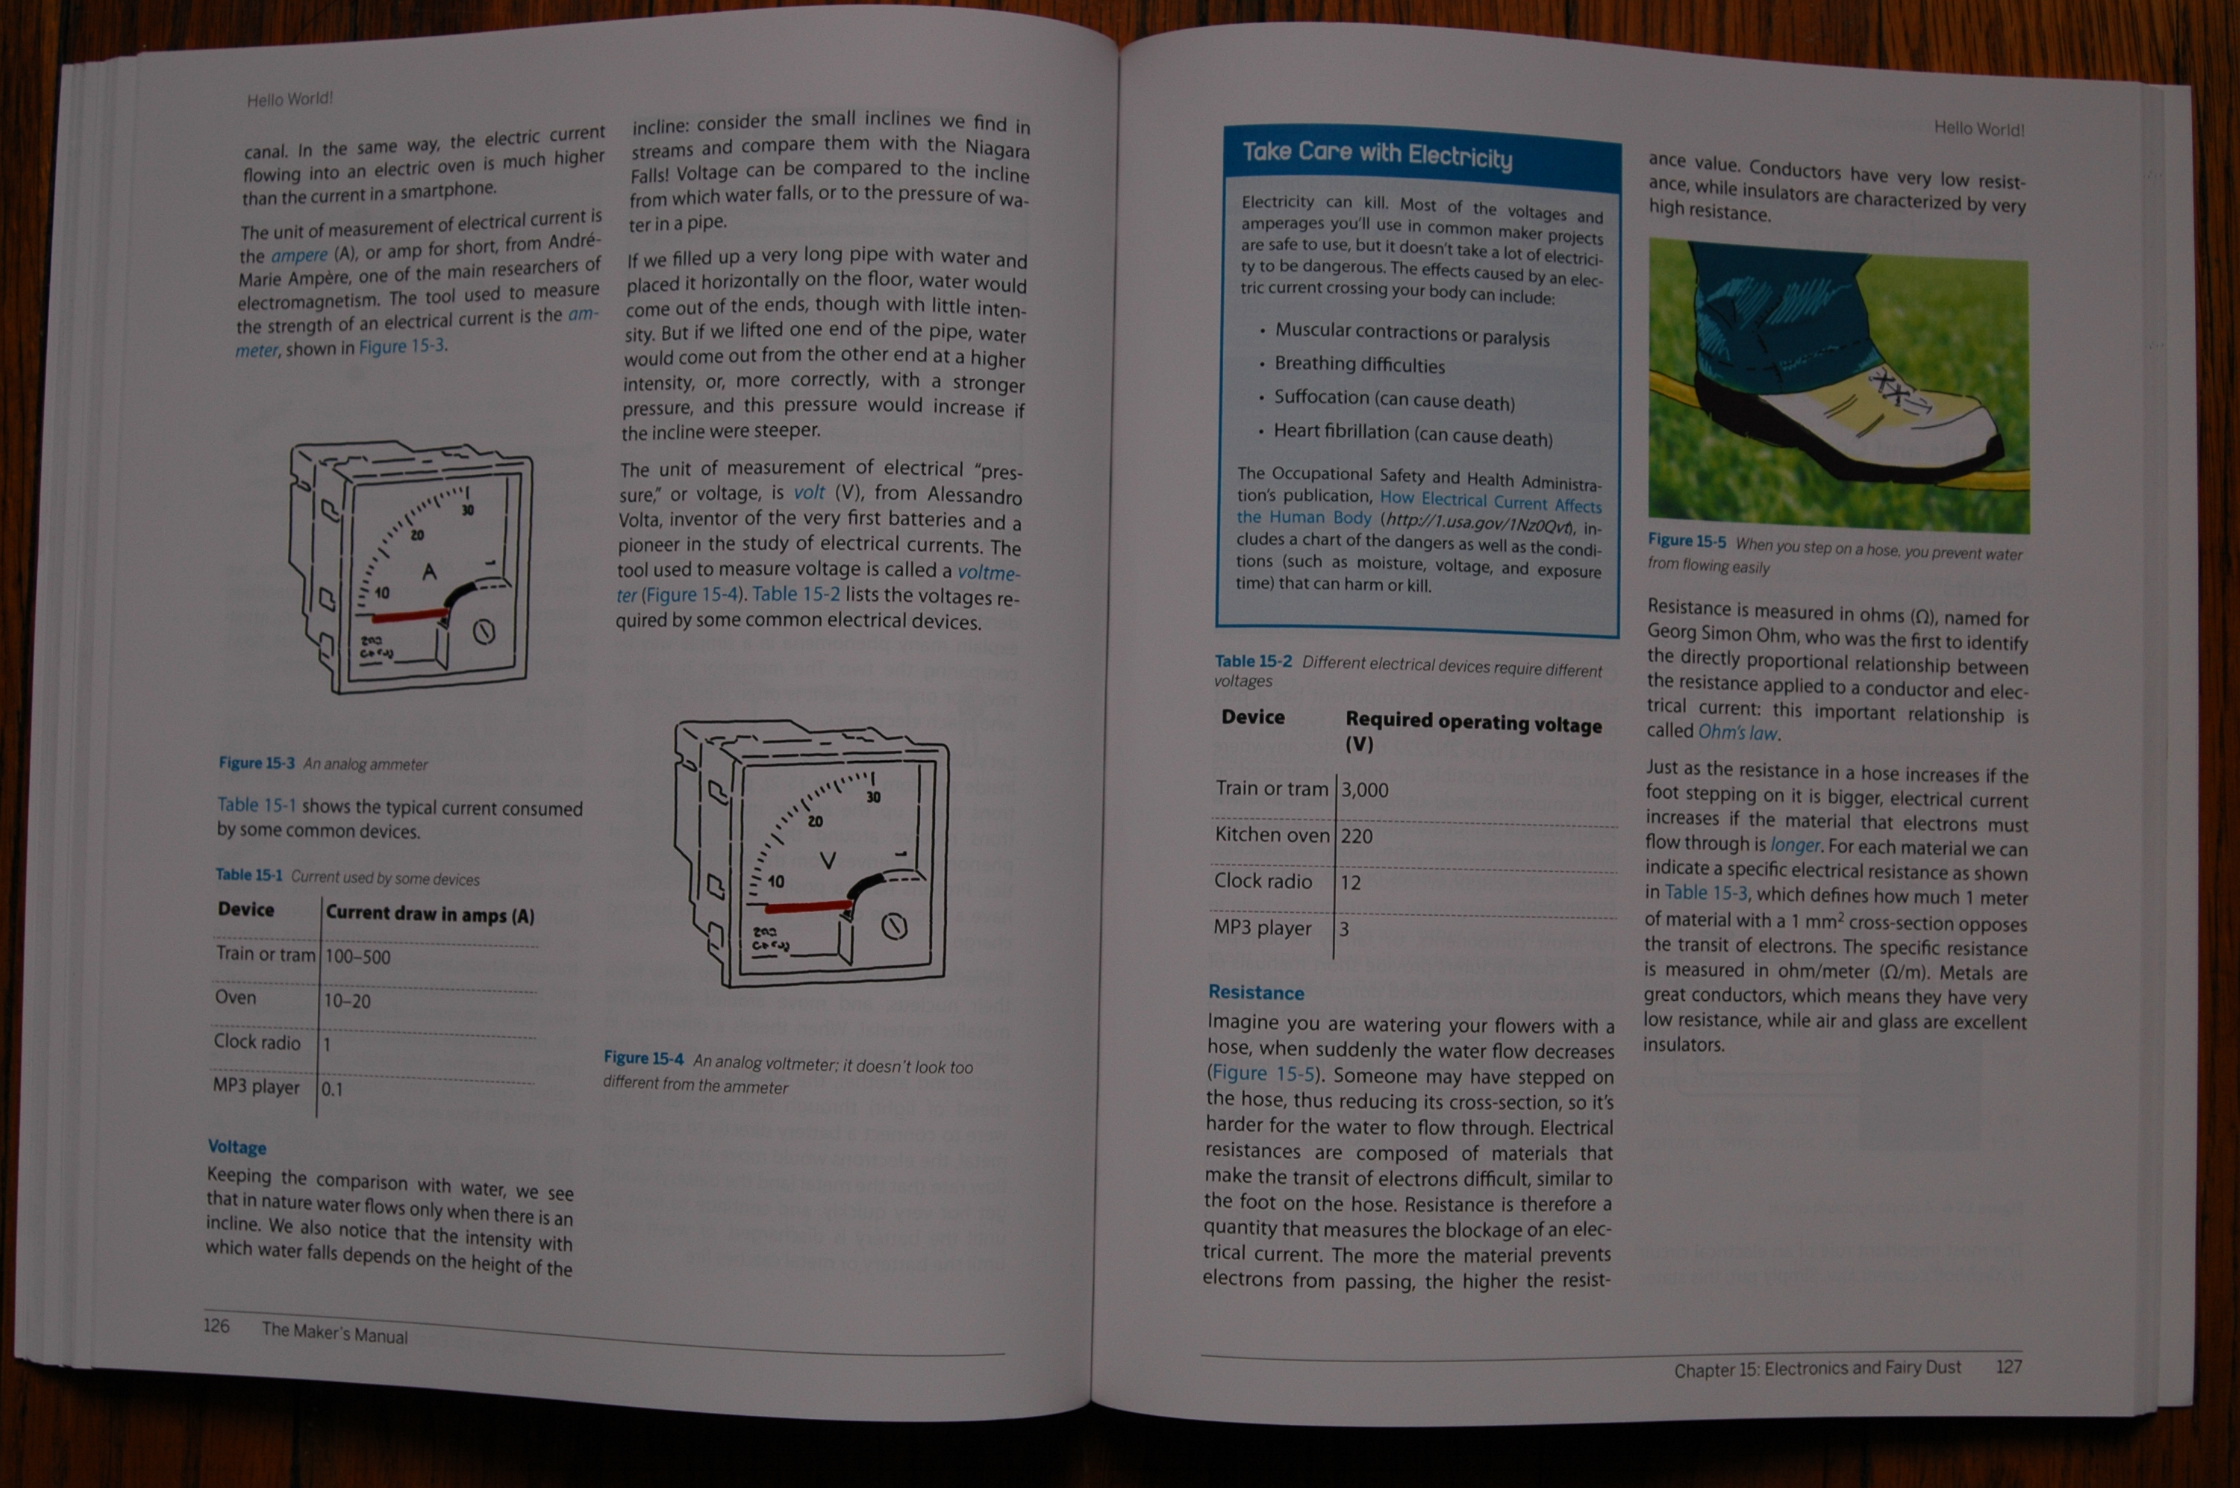 Hello World!
canal. In the same way, the electric current
flowing into an electric oven is much higher
than the current in a smartphone.
The unit of measurement of electrical current is
the ampere (A), or amp for short, from André-
Marie Ampère, one of the main researchers of
electromagnetism. The tool used to measure
the strength of an electrical current is the am-
meter, shown in Figure 15-3.
10
20
30
A
Figure 15-3 An analog ammeter
Table 15-1 shows the typical current consumed
by some common devices.
Table 15-1 Current used by some devices
Device Current draw in amps (A)
Train or tram 100–500
Oven 10–20
Clock radio 1
MP3 player 0.1
Voltage
Keeping the comparison with water, we see
that in nature water flows only when there is an
incline. We also notice that the intensity with
which water falls depends on the height of the
incline: consider the small inclines we find in
streams and compare them with the Niagara
Falls! Voltage can be compared to the incline
from which water falls, or to the pressure of wa-
ter in a pipe.
If we filled up a very long pipe with water and
placed it horizontally on the floor, water would
come out of the ends, though with little inten-
sity. But if we lifted one end of the pipe, water
would come out from the other end at a higher
intensity, or, more correctly, with a stronger
pressure, and this pressure would increase if
the incline were steeper.
The unit of measurement of electrical “pres-
sure,” or voltage, is volt (V), from Alessandro
Volta, inventor of the very first batteries and a
pioneer in the study of electrical currents. The
tool used to measure voltage is called a voltme-
ter (Figure 15-4). Table 15-2 lists the voltages re-
quired by some common electrical devices.
10
20
30
V
Figure 15-4 An analog voltmeter; it doesn't look too
different from the ammeter
126 The Maker's Manual
Hello World!
Take Care with Electricity
Electricity can kill. Most of the voltages and
amperages you'll use in common maker projects
are safe to use, but it doesn't take a lot of electrici-
ty to be dangerous. The effects caused by an elec-
tric current crossing your body can include:
• Muscular contractions or paralysis
• Breathing difficulties
• Suffocation (can cause death)
• Heart fibrillation (can cause death)
The Occupational Safety and Health Administra-
tion's publication, How Electrical Current Affects
the Human Body (http://1.usa.gov/1NzOQvt), in-
cludes a chart of the dangers as well as the condi-
tions (such as moisture, voltage, and exposure
time) that can harm or kill.
Table 15-2 Different electrical devices require different
voltages
Device Required operating voltage
(V)
Train or tram 3,000
Kitchen oven 220
Clock radio 12
MP3 player 3
Resistance
Imagine you are watering your flowers with a
hose, when suddenly the water flow decreases
(Figure 15-5). Someone may have stepped on
the hose, thus reducing its cross-section, so it's
harder for the water to flow through. Electrical
resistances are composed of materials that
make the transit of electrons difficult, similar to
the foot on the hose. Resistance is therefore a
quantity that measures the blockage of an elec-
trical current. The more the material prevents
electrons from passing, the higher the resist-
ance value. Conductors have very low resist-
ance, while insulators are characterized by very
high resistance.
Figure 15-5 When you step on a hose, you prevent water
from flowing easily
Resistance is measured in ohms (Ω), named for
Georg Simon Ohm, who was the first to identify
the directly proportional relationship between
the resistance applied to a conductor and elec-
trical current: this important relationship is
called Ohm's law.
Just as the resistance in a hose increases if the
foot stepping on it is bigger, electrical current
increases if the material that electrons must
flow through is longer. For each material we can
indicate a specific electrical resistance as shown
in Table 15-3, which defines how much 1 meter
of material with a 1 mm² cross-section opposes
the transit of electrons. The specific resistance
is measured in ohm/meter (Ω/m). Metals are
great conductors, which means they have very
low resistance, while air and glass are excellent
insulators.
Chapter 15: Electronics and Fairy Dust 127